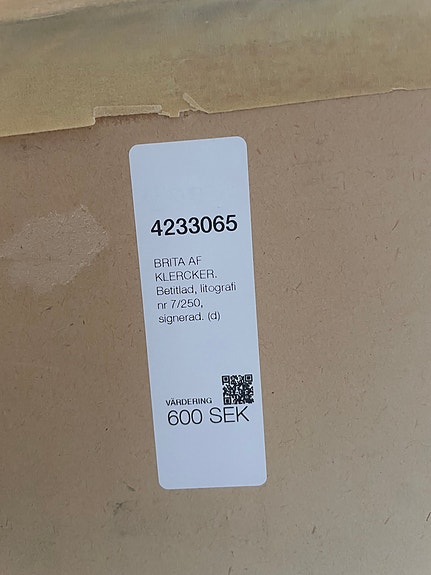 4233065
BRITA AF
KLERCKER.
Betitlad, litografi
nr 7/250,
signerad. (d)
VÄRDERING
600 SEK